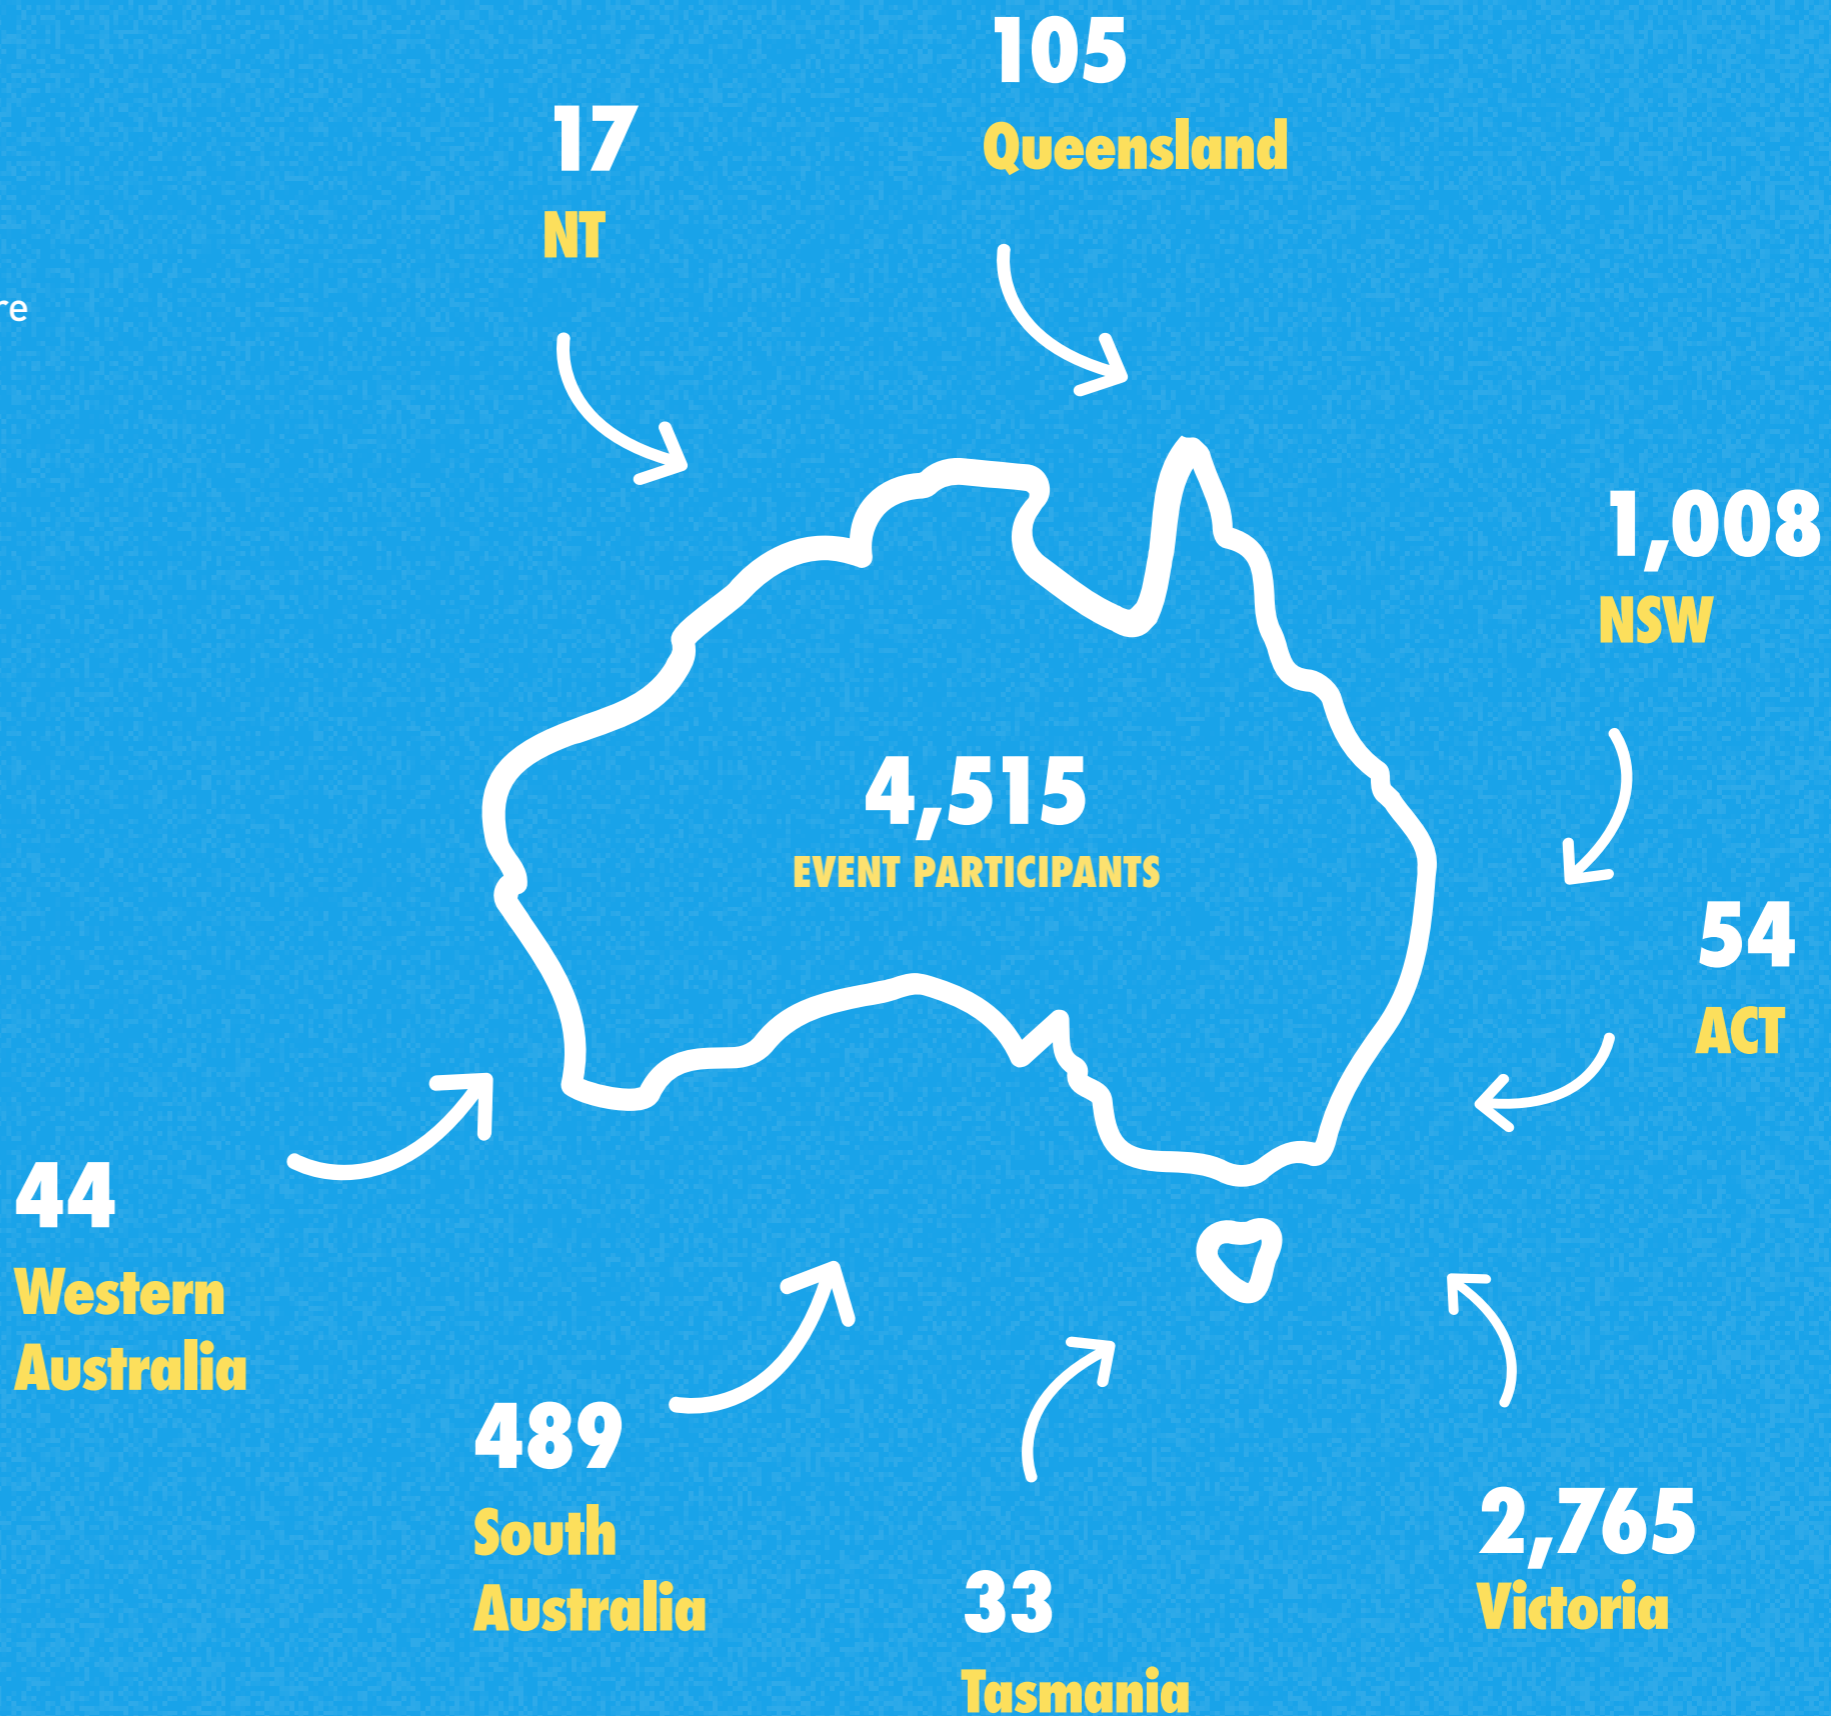 105
Queensland
17
NT
re
1,008
NSW
4,515
EVENT PARTICIPANTS
54
ACT
44
Western
Australia
489
South
Australia
33
Tasmania
2,765
Victoria